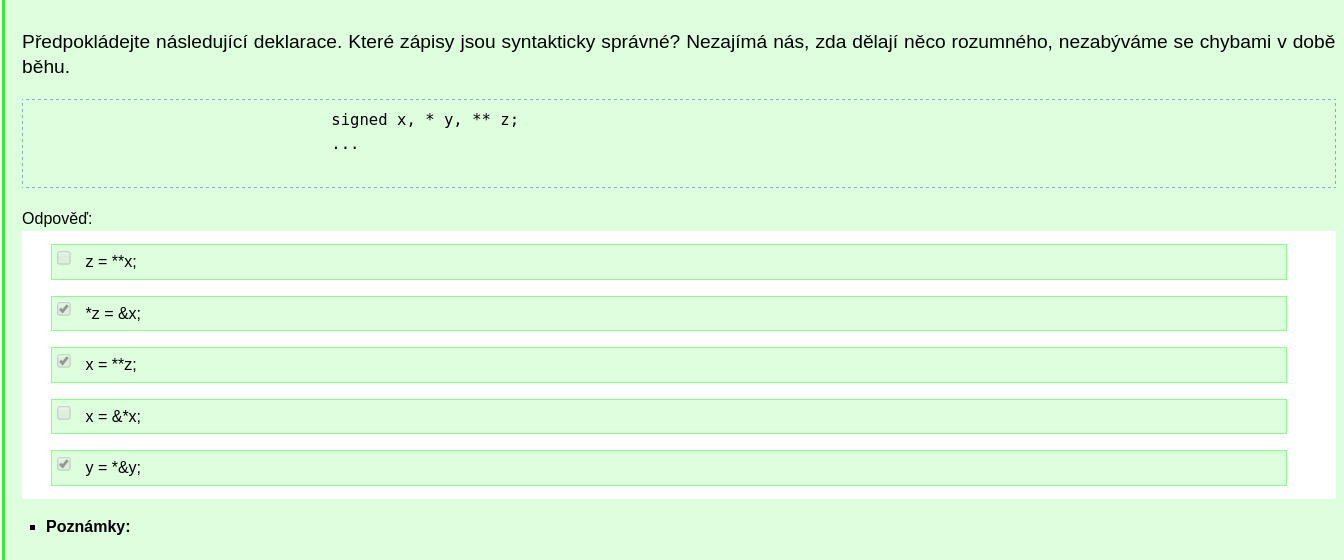 Předpokládejte následující deklarace. Které zápisy jsou syntakticky správné? Nezajímá nás, zda dělají něco rozumného, nezabýváme se chybami v době
běhu.
signed x, * y, ** z;
...
Odpověď:
z = **x;
*z = &x;
x = **z;
x = &*x;
y = *&y;
Poznámky: